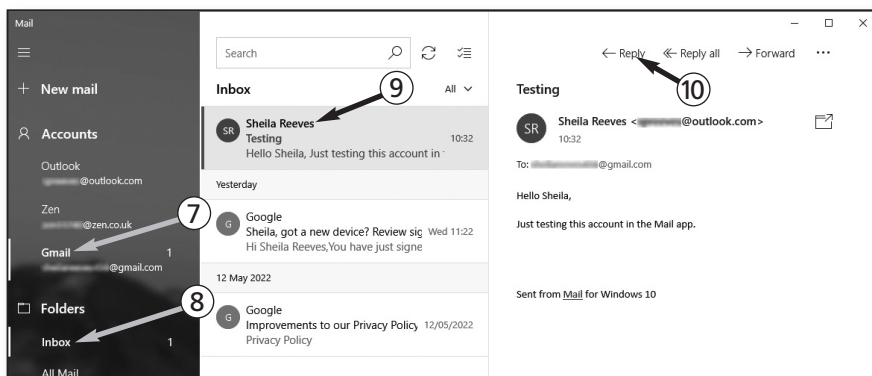 Mail
New mail
Accounts
Outlook
@outlook.com
Zen
@zen.co.uk
Gmail 1
@gmail.com
Folders
Inbox 1
All Mail
7
8
Search
Inbox
All
9
SR
Sheila Reeves
Testing 10:32
Hello Sheila, Just testing this account in
Yesterday
G
Google
Sheila, got a new device? Review sig Wed 11:22
Hi Sheila Reeves,You have just signe
12 May 2022
G
Google
Improvements to our Privacy Policy 12/05/2022
Privacy Policy
Reply
Reply all
Forward
10
Testing
SR
Sheila Reeves < @outlook.com>
10:32
To: @gmail.com
Hello Sheila,
Just testing this account in the Mail app.
Sent from Mail for Windows 10